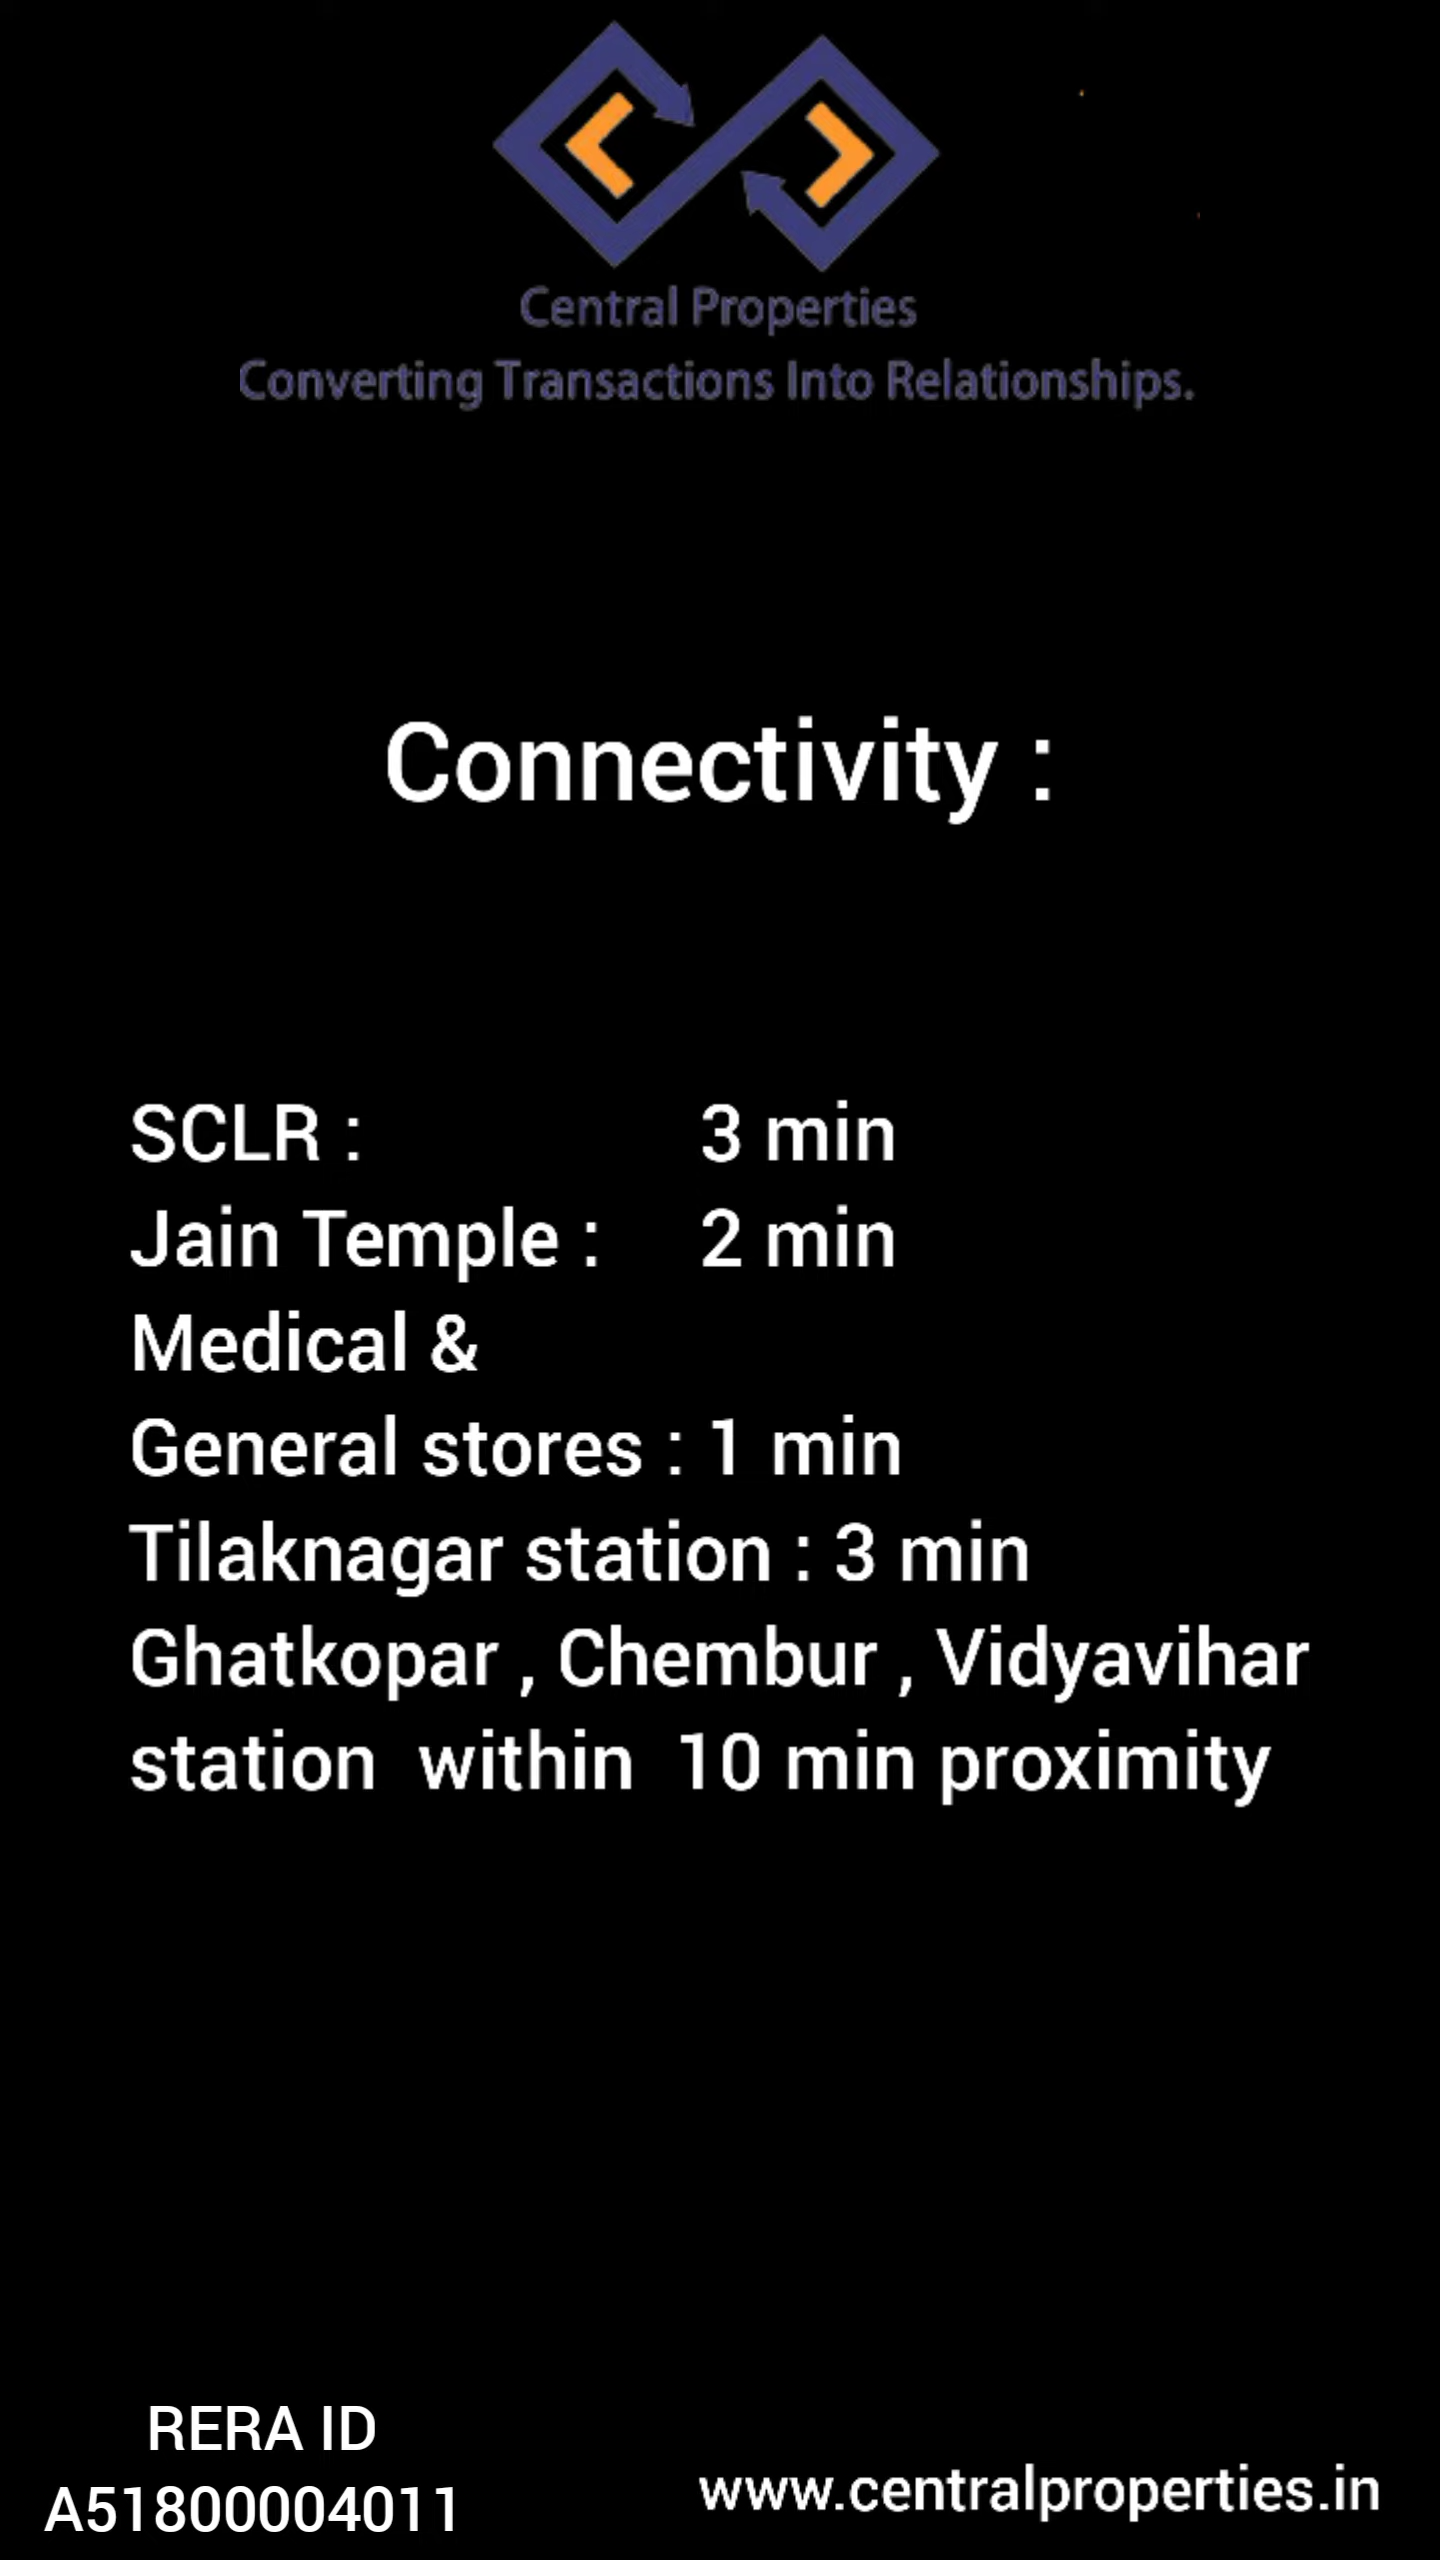 Central Properties
Converting Transactions Into Relationships.
Connectivity :
SCLR : 3 min
Jain Temple : 2 min
Medical &
General stores : 1 min
Tilaknagar station : 3 min
Ghatkopar , Chembur , Vidyavihar
station within 10 min proximity
RERA ID
A51800004011
www.centralproperties.in